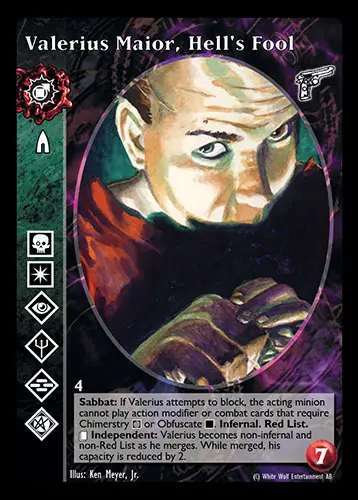 Valerius Maior, Hell's Fool
4
Sabbat: If Valerius attempts to block, the acting minion
cannot play action modifier or combat cards that require
Chimerstry or Obfuscate. Infernal. Red List.
Independent: Valerius becomes non-infernal and
non-Red List as he merges. While merged, his
capacity is reduced by 2.
7
Illus: Ken Meyer, Jr.
(C) White Wolf Entertainment AB